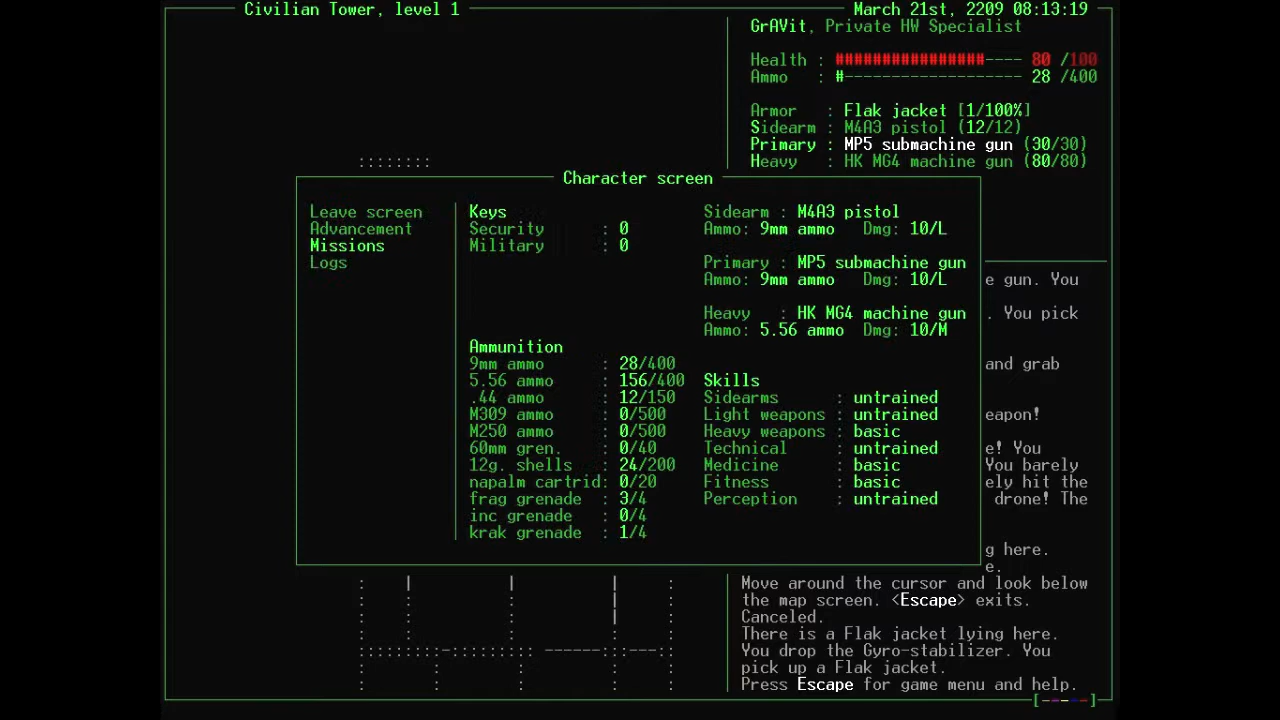 Civilian Tower, level 1
March 21st, 2209 08:13:19
GrAVit, Private HW Specialist
Health : ################---- 80 /100
Ammo : #------------------- 28 /400
Armor : Flak jacket [1/100%]
Sidearm : M4A3 pistol (12/12)
Primary : MP5 submachine gun (30/30)
Heavy : HK MG4 machine gun (80/80)
Character screen
Leave screen
Advancement
Missions
Logs
Keys
Security : 0
Military : 0
Ammunition
9mm ammo : 28/400
5.56 ammo : 156/400
.44 ammo : 12/150
M309 ammo : 0/500
M250 ammo : 0/500
60mm gren. : 0/40
12g. shells : 24/200
napalm cartrid: 0/20
frag grenade : 3/4
inc grenade : 0/4
krak grenade : 1/4
Sidearm : M4A3 pistol
Ammo: 9mm ammo Dmg: 10/L
Primary : MP5 submachine gun
Ammo: 9mm ammo Dmg: 10/L
Heavy : HK MG4 machine gun
Ammo: 5.56 ammo Dmg: 10/M
Skills
Sidearms : untrained
Light weapons : untrained
Heavy weapons : basic
Technical : untrained
Medicine : basic
Fitness : basic
Perception : untrained
e gun. You
. You pick
and grab
eapon!
e! You
You barely
ely hit the
drone! The
g here.
e.
Move around the cursor and look below
the map screen. <Escape> exits.
Canceled.
There is a Flak jacket lying here.
You drop the Gyro-stabilizer. You
pick up a Flak jacket.
Press Escape for game menu and help.
[-----]